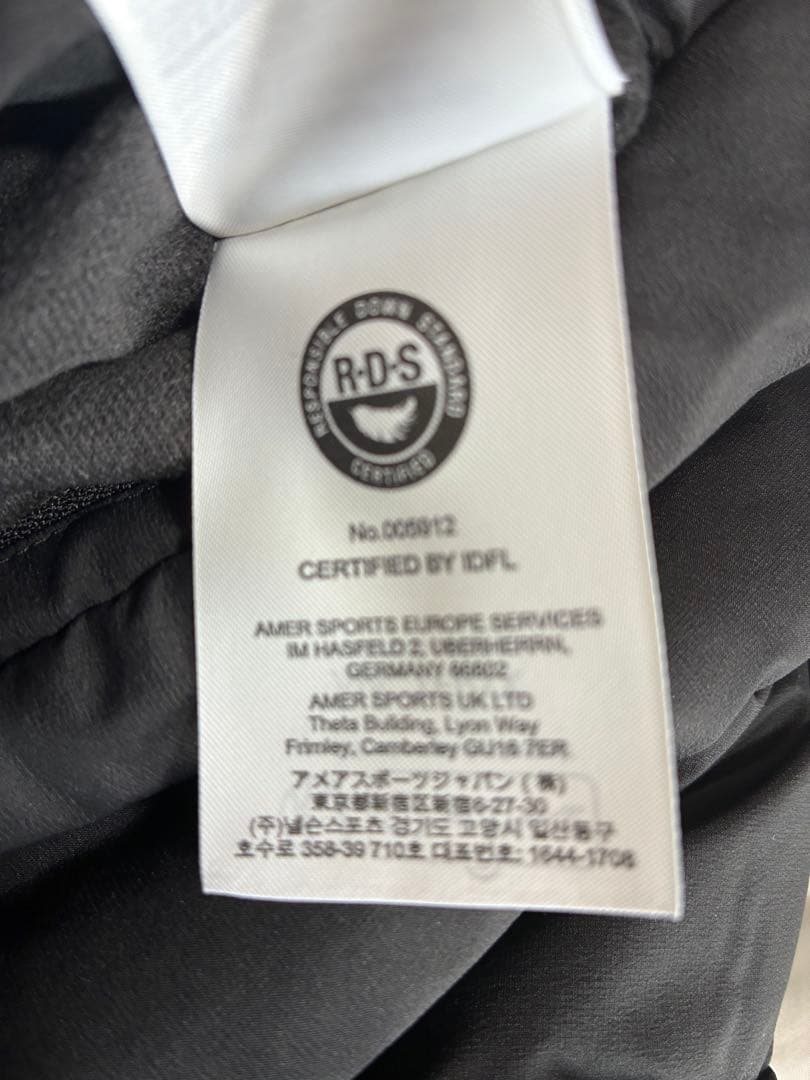 RESPONSIBLE DOWN STANDARD
R·D·S
CERTIFIED
No.005912
CERTIFIED BY IDFL
AMER SPORTS EUROPE SERVICES
IM HASFELD 2, UBERHERRN,
GERMANY 66802
AMER SPORTS UK LTD
Theta Building, Lyon Way
Frimley, Camberley GU16 7ER
アメアスポーツジャパン (株)
東京都新宿区新宿6-27-30
(주)넬슨스포츠 경기도 고양시 일산동구
호수로 358-39 710호 대표번호: 1644-1708